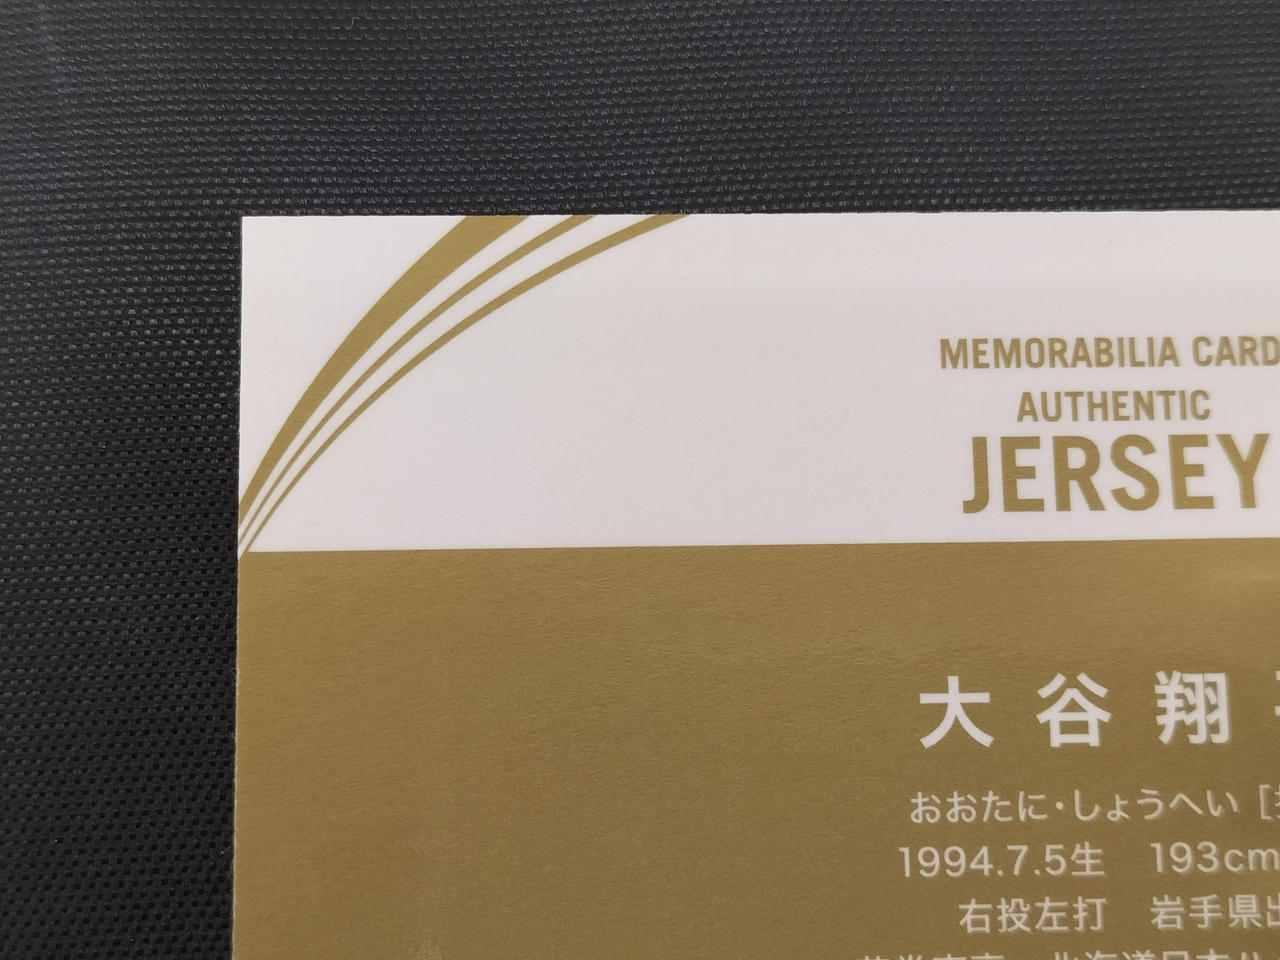 MEMORABILIA CARD
AUTHENTIC
JERSEY
大谷翔
おおたに・しょうへい［
1994.7.5生　193cm
右投左打　岩手県出